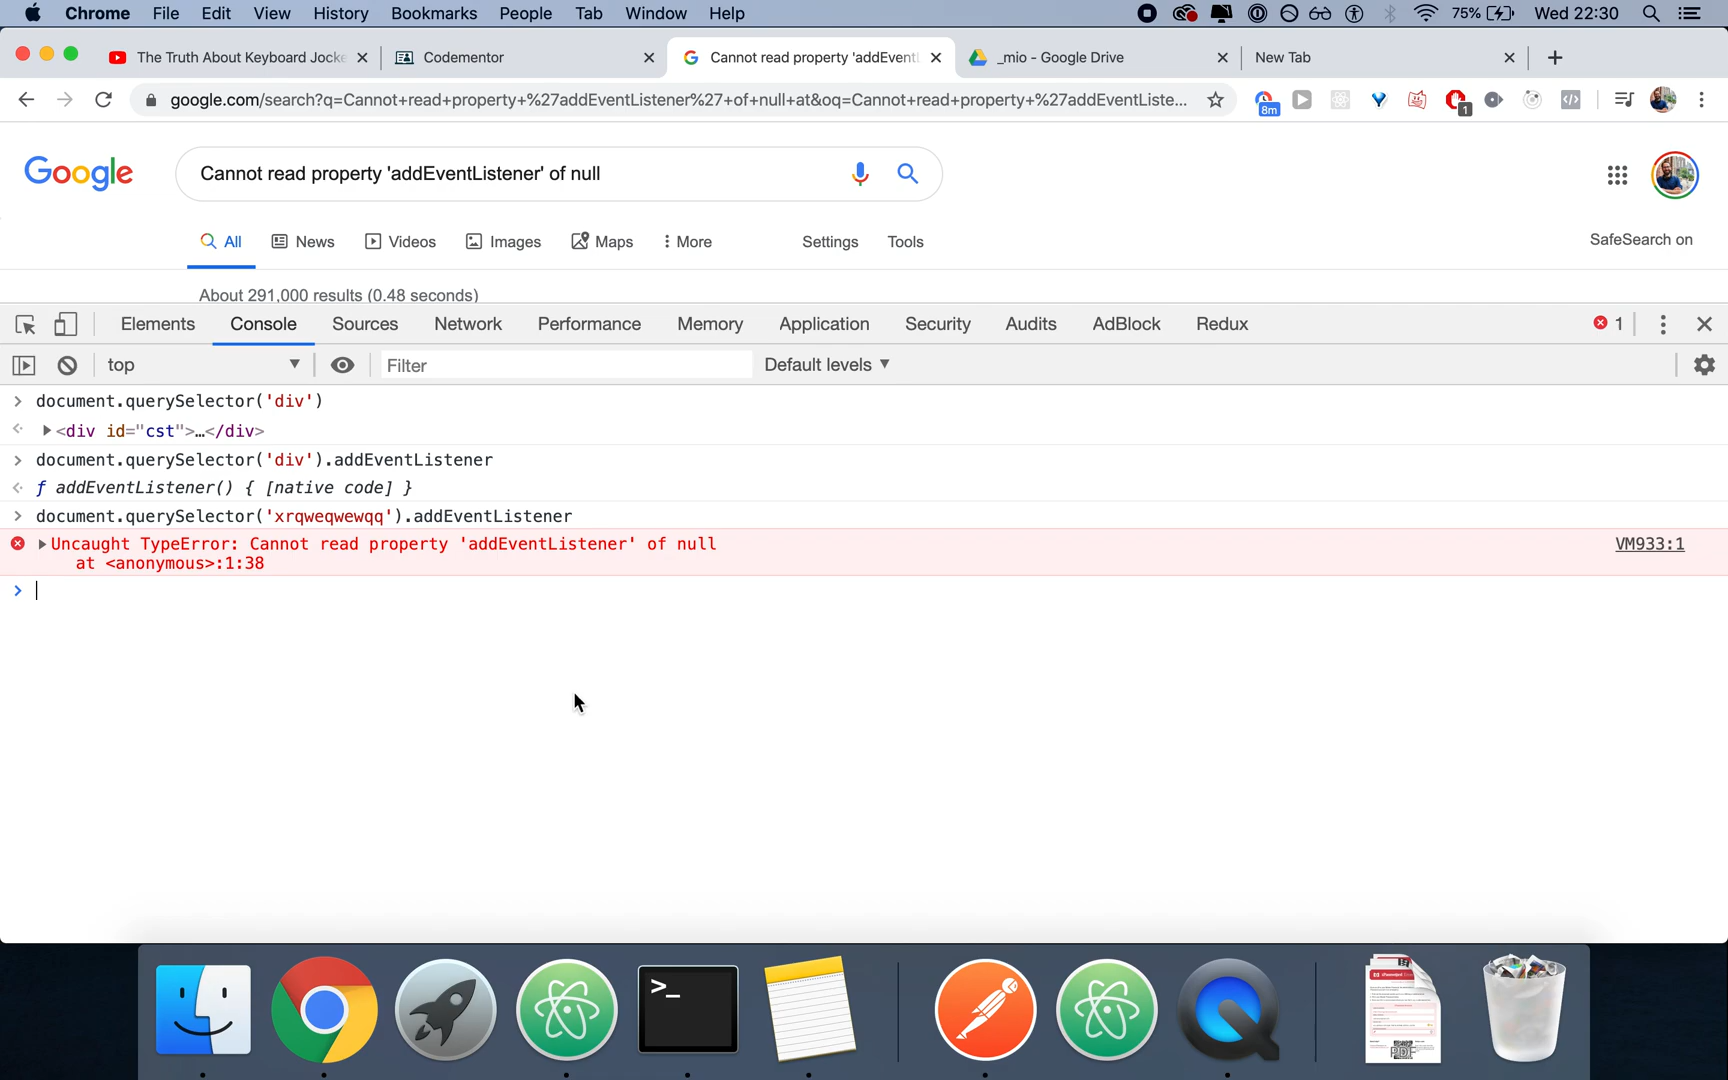 Chrome File Edit View History Bookmarks People Tab Window Help 75% Wed 22:30
The Truth About Keyboard Jocke Codementor Cannot read property 'addEventL _mio - Google Drive New Tab
google.com/search?q=Cannot+read+property+%27addEventListener%27+of+null+at&oq=Cannot+read+property+%27addEventListe... 8m 1
Google Cannot read property 'addEventListener' of null
All News Videos Images Maps More Settings Tools SafeSearch on
About 291,000 results (0.48 seconds)
Elements Console Sources Network Performance Memory Application Security Audits AdBlock Redux 1
top Filter Default levels
document.querySelector('div')
<div id="cst">…</div>
document.querySelector('div').addEventListener
ƒ addEventListener() { [native code] }
document.querySelector('xrqweqwewqq').addEventListener
Uncaught TypeError: Cannot read property 'addEventListener' of null VM933:1
at <anonymous>:1:38
>_
PDF